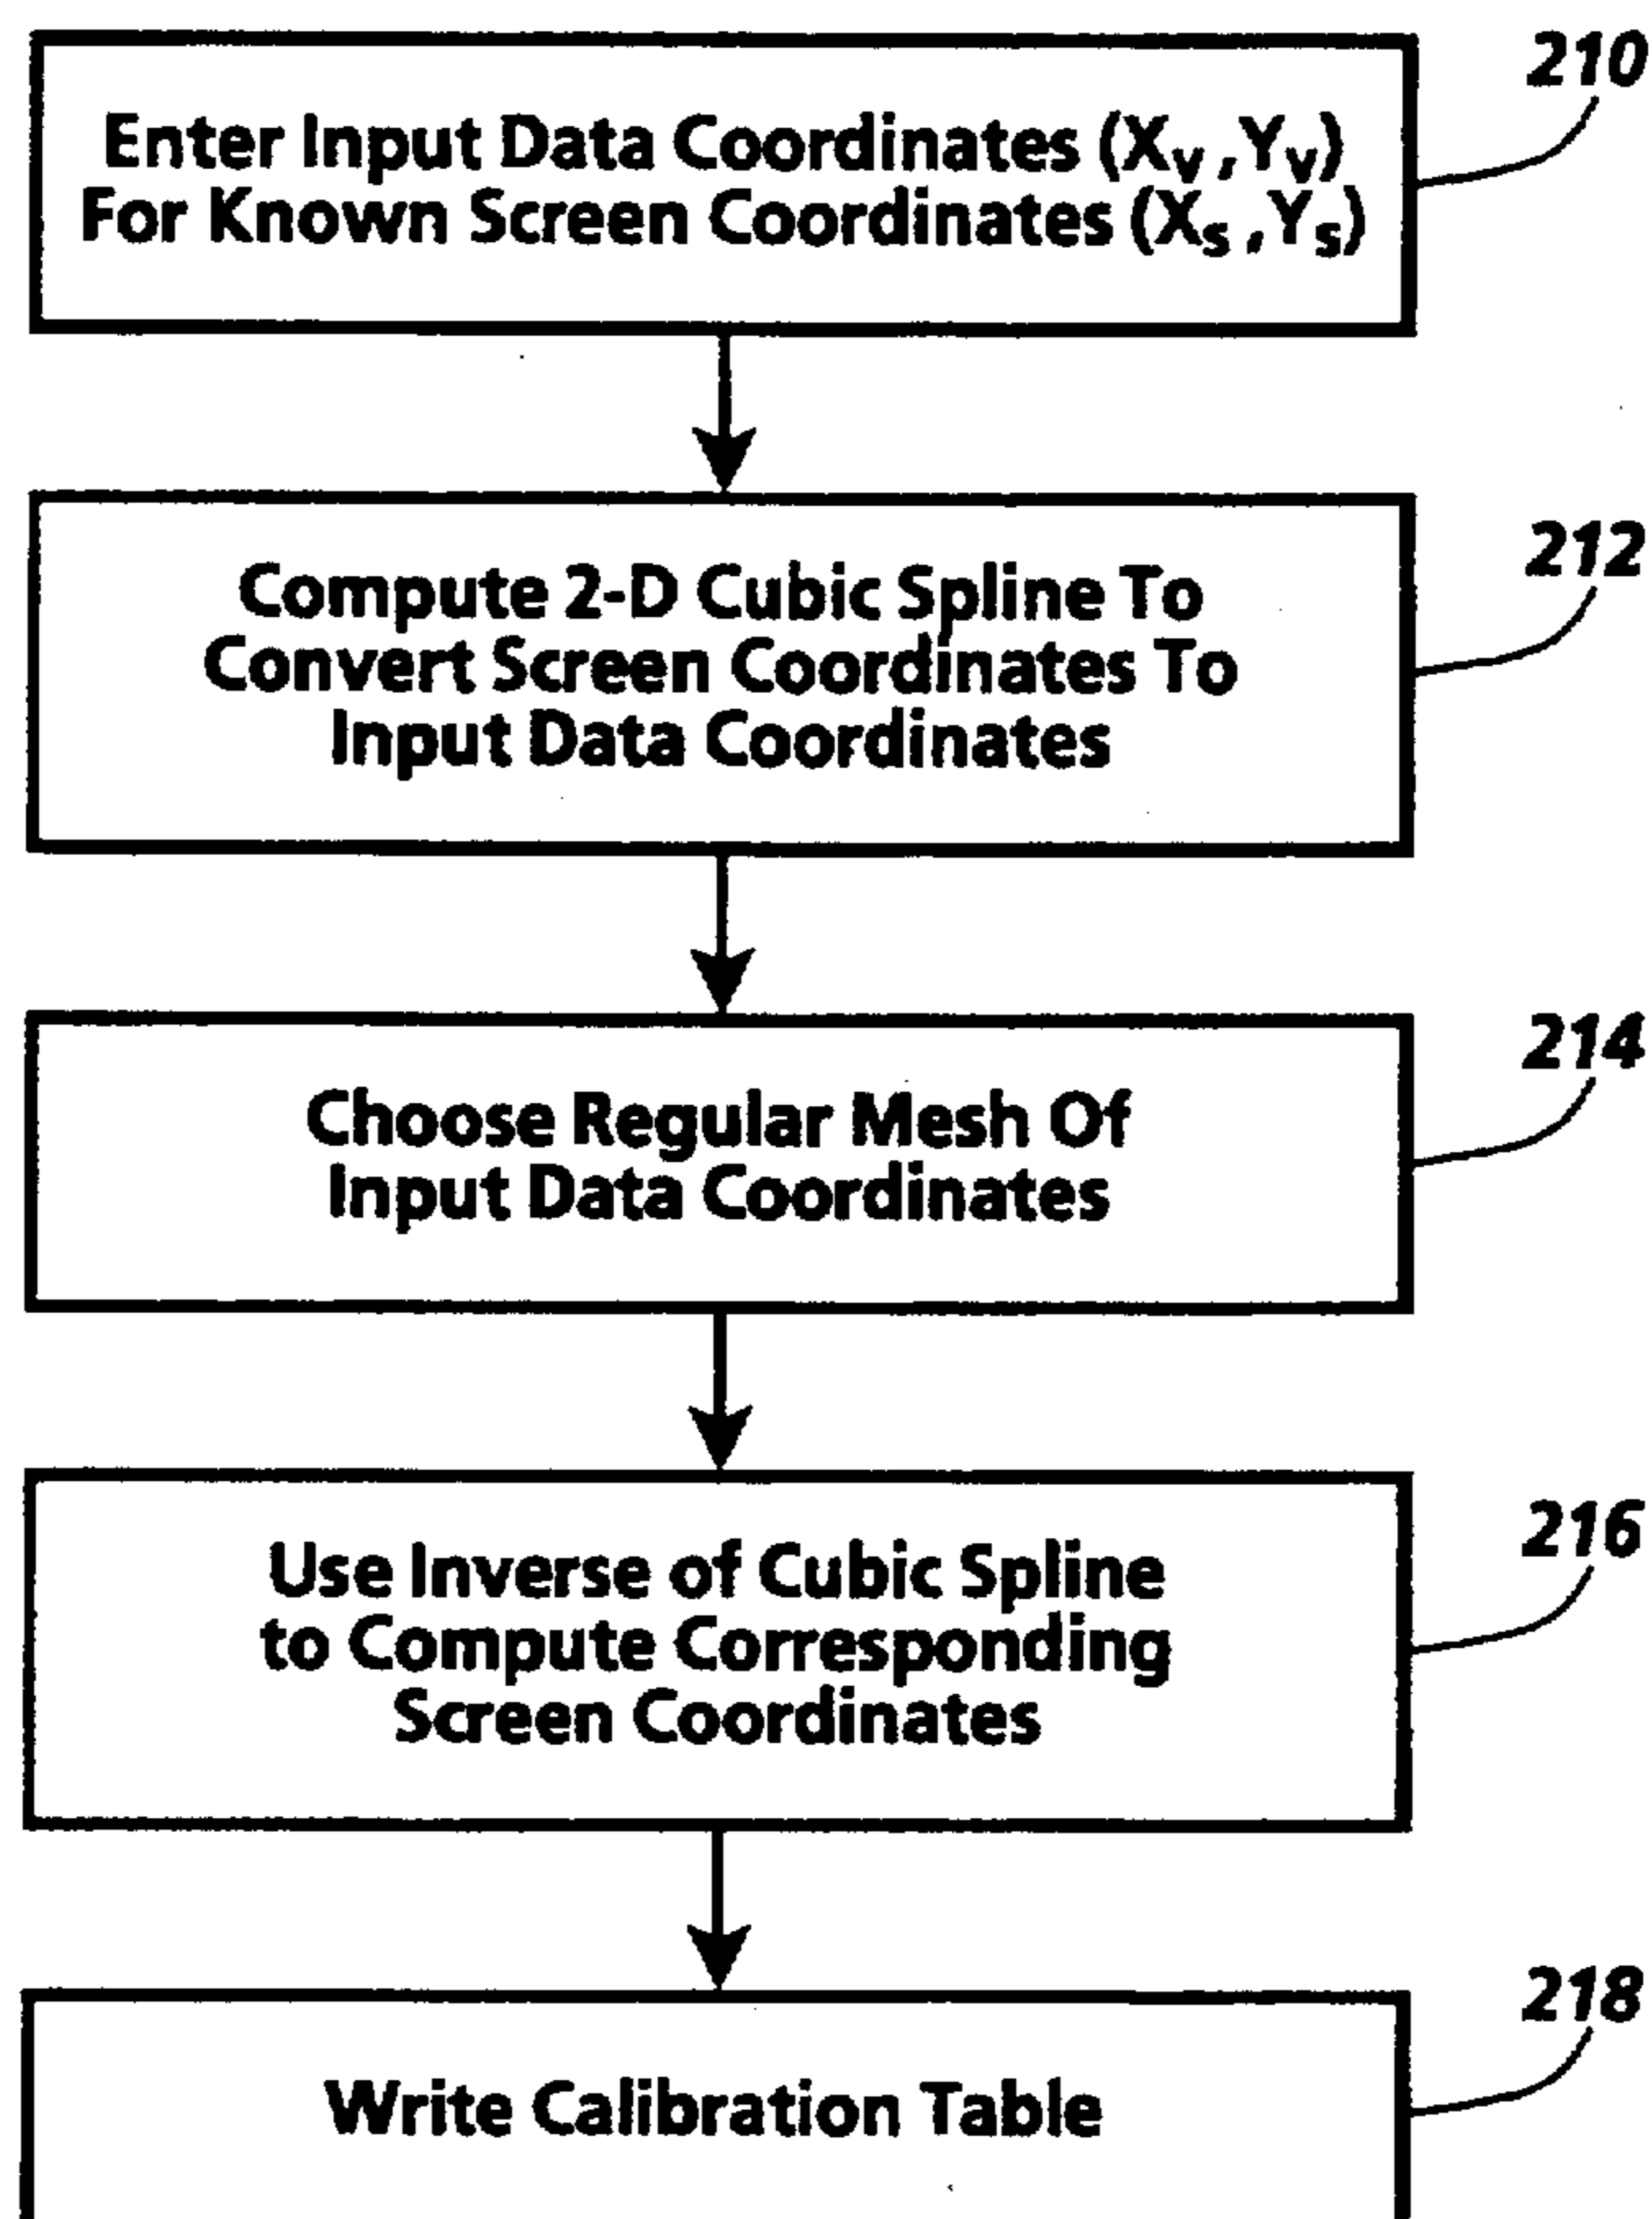 210
Enter Input Data Coordinates (Xv ,Yv)
For Known Screen Coordinates (Xs ,Ys)
212
Compute 2-D Cubic Spline To
Convert Screen Coordinates To
Input Data Coordinates
214
Choose Regular Mesh Of
Input Data Coordinates
216
Use Inverse of Cubic Spline
to Compute Corresponding
Screen Coordinates
218
Write Calibration Table